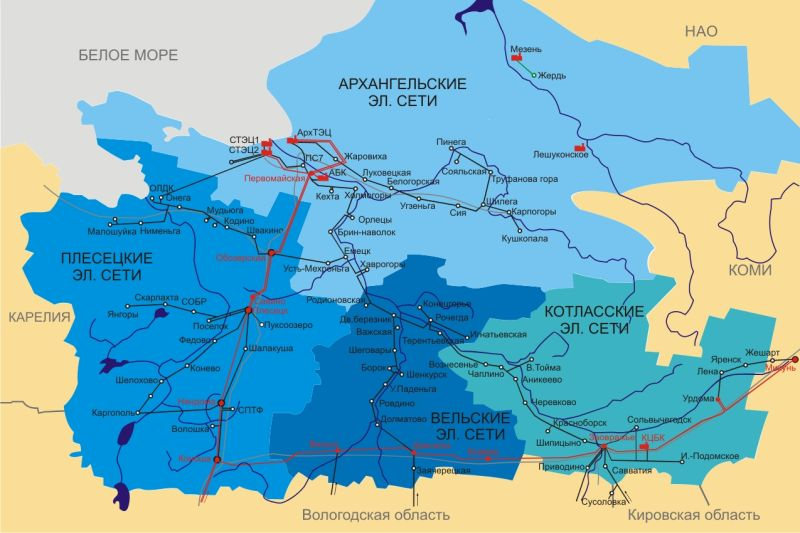 НАО
БЕЛОЕ МОРЕ
Мезень
Жердь
АРХАНГЕЛЬСКИЕ
ЭЛ. СЕТИ
СТЭЦ1
АрхТЭЦ
СТЭЦ2
Пинега
Лешуконское
ПС7
Жаровиха
Сояльская
Первомайская
АБК
Луковецкая
Труфанова гора
Белогорская
ОЛДК
Онега
Кехта
Холмогоры
Угзеньга
Сия
Шилега
Карпогоры
Мудьюга
Орлецы
Малошуйка
Нименьга
Кодино
Швакино
Брин-наволок
Кушкопала
ПЛЕСЕЦКИЕ
ЭЛ. СЕТИ
Обозерская
Емецк
Усть-Мехреньга
Хаврогоры
КОМИ
Скарлахта
СОБР
Савино
Родионовская
Конецгорье
КОТЛАССКИЕ
ЭЛ. СЕТИ
КАРЕЛИЯ
Янгоры
Плесецк
Дв.березник
Рочегда
Поселок
Пуксоозеро
Важская
Игнатьевская
Федово
Терентьевская
Шалакуша
Шеговары
Вознесенье
В.Тойма
Яренск
Жешарт
Конево
Борок
Шенкурск
Чаплино
Лена
Микунь
Шелохово
Аникеево
У.Паденьга
Няндома
Ровдино
Черевково
Урдома
Каргополь
СПТФ
ВЕЛЬСКИЕ
ЭЛ. СЕТИ
Долматово
Красноборск
Сольвычегодск
Волошка
Шипицыно
Заовражье
КЦБК
Коноша
И.-Подомское
Заячерецкая
Приводино
Савватия
Сусоловка
Вологодская область
Кировская область